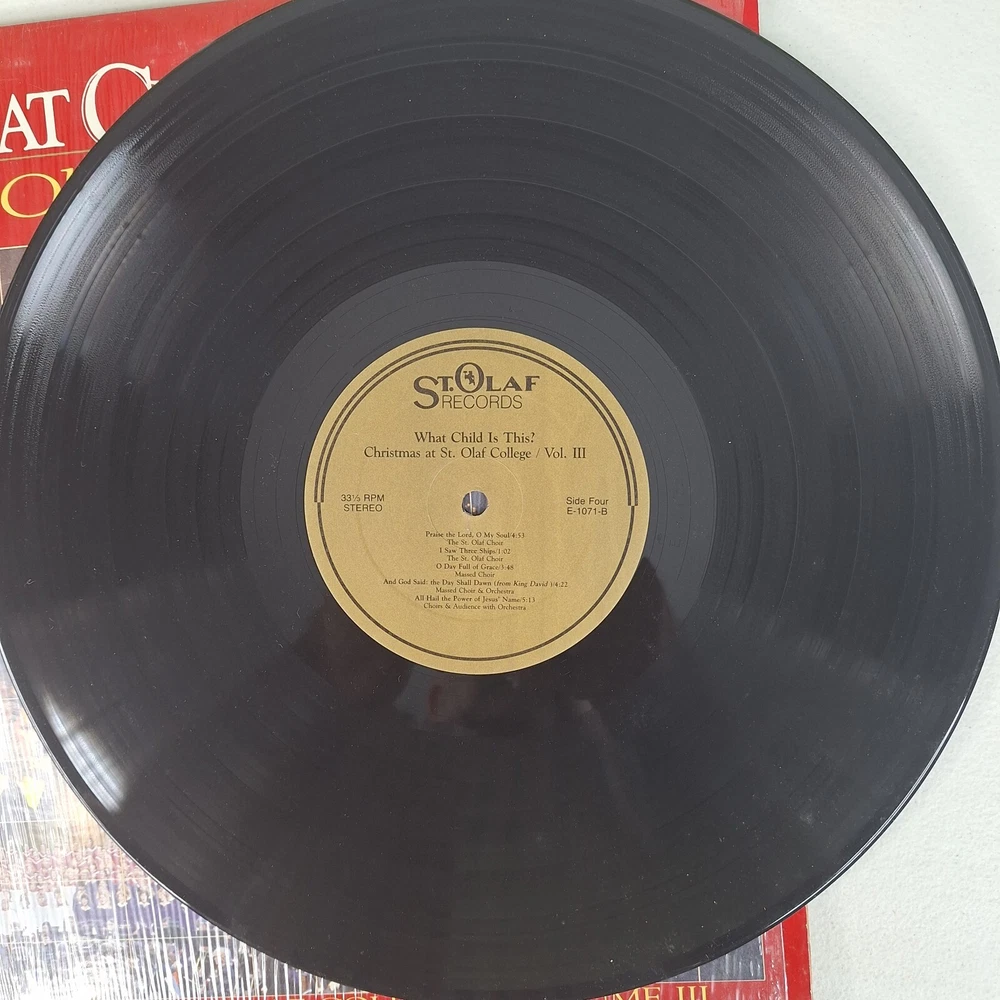 AT C
O
ST. OLAF
RECORDS
What Child Is This?
Christmas at St. Olaf College / Vol. III
33⅓ RPM
STEREO
Side Four
E-1071-B
Praise the Lord, O My Soul/4:53
The St. Olaf Choir
I Saw Three Ships/1:02
The St. Olaf Choir
O Day Full of Grace/3:48
Massed Choir
And God Said: the Day Shall Dawn (from King David )/4:22
Massed Choir & Orchestra
All Hail the Power of Jesus' Name/5:13
Choirs & Audience with Orchestra
ME III